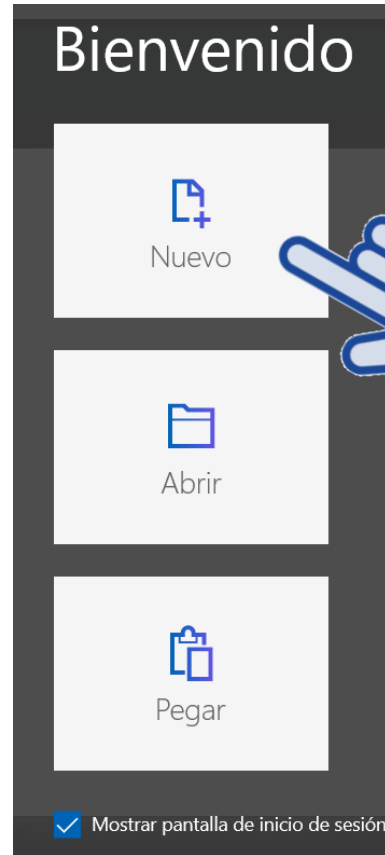 Bienvenido
Nuevo
Abrir
Pegar
Mostrar pantalla de inicio de sesión